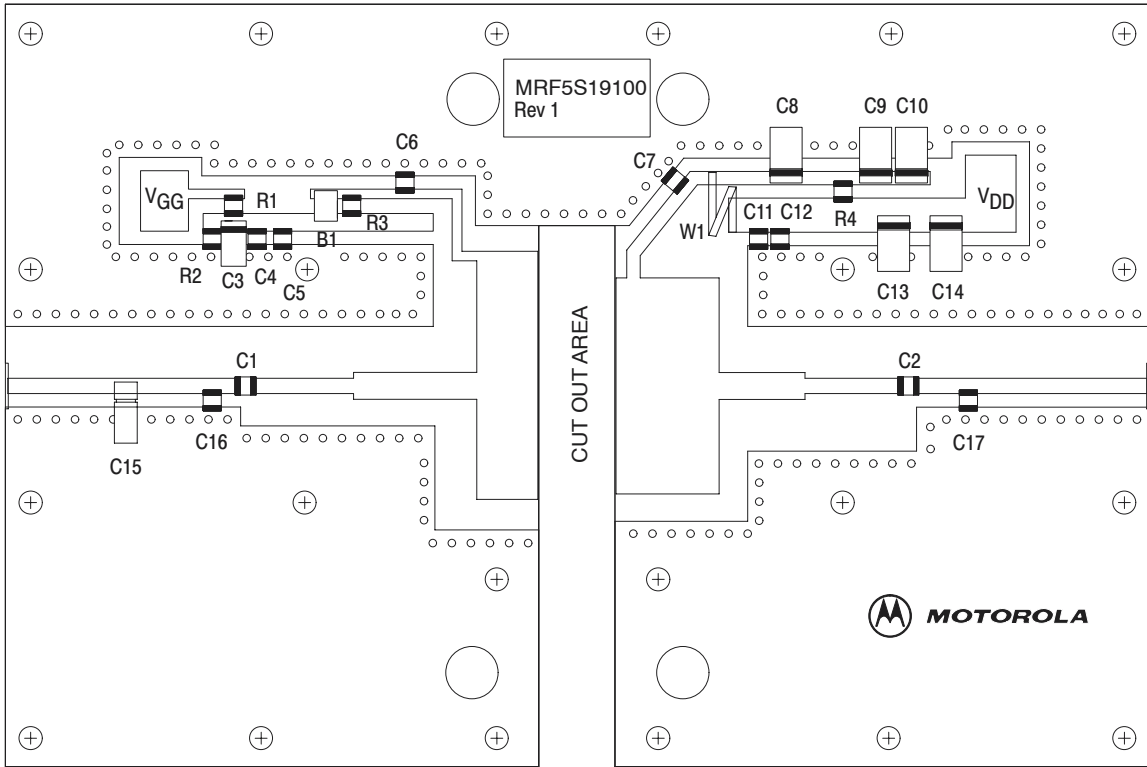 MRF5S19100
Rev 1
C8
C9
C10
C6
C7
VGG
R1
R3
B1
R2
C3
C4
C5
C11
C12
R4
VDD
W1
C13
C14
CUT OUT AREA
C1
C2
C15
C16
C17
MOTOROLA